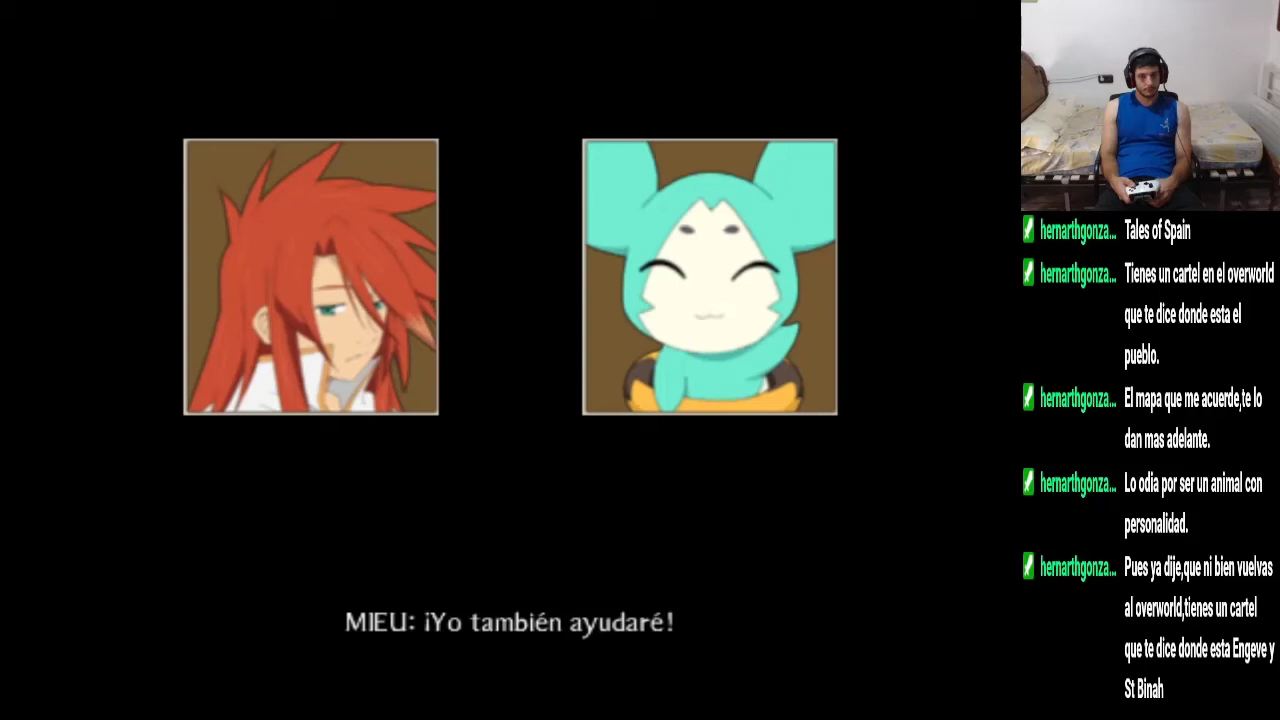 hernarthgonza... Tales of Spain
hernarthgonza... Tienes un cartel en el overworld
que te dice donde esta el
pueblo.
hernarthgonza... El mapa que me acuerde,te lo
dan mas adelante.
hernarthgonza... Lo odia por ser un animal con
personalidad.
hernarthgonza... Pues ya dije,que ni bien vuelvas
al overworld,tienes un cartel
que te dice donde esta Engeve y
St Binah
MIEU: ¡Yo también ayudaré!